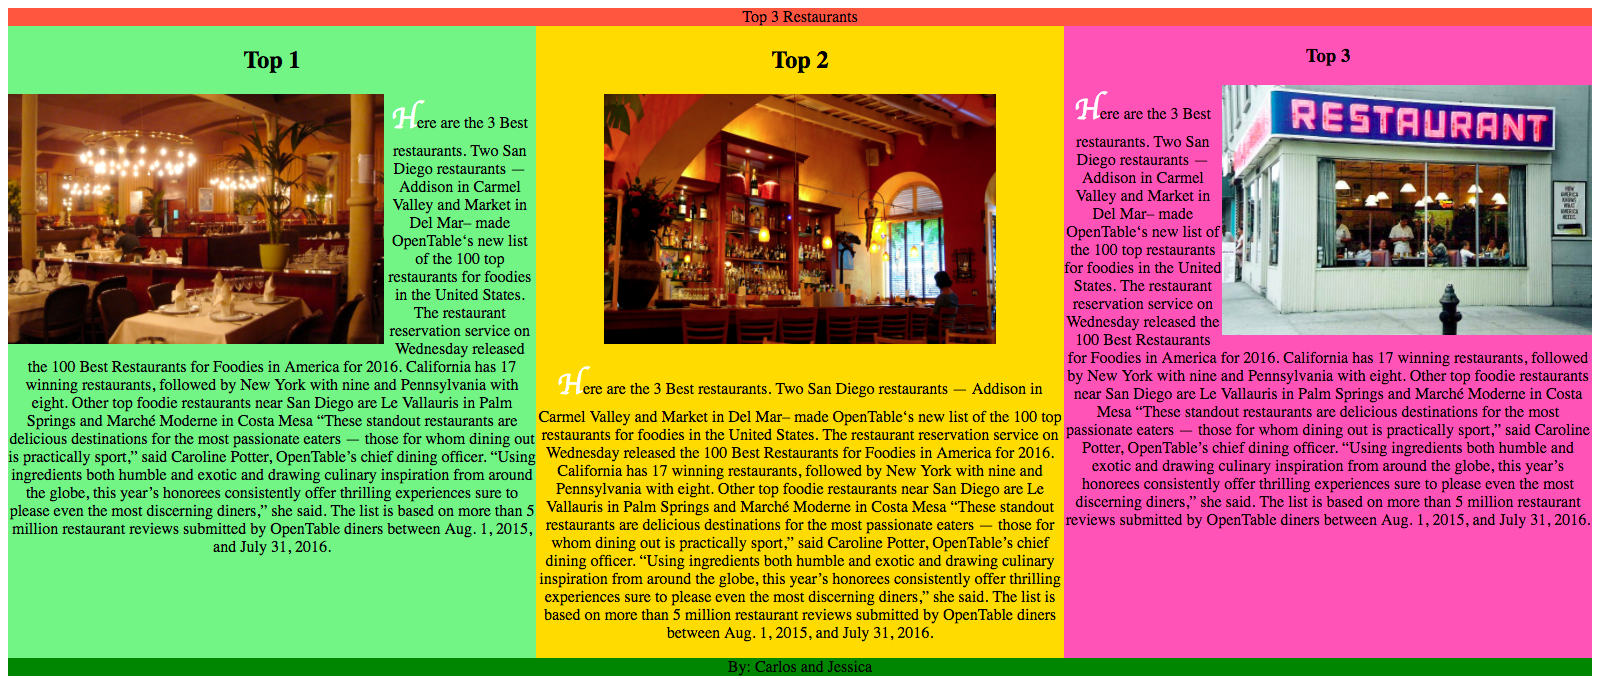 Top 3 Restaurants
Top 1
Here are the 3 Best
restaurants. Two San
Diego restaurants —
Addison in Carmel
Valley and Market in
Del Mar– made
OpenTable‘s new list
of the 100 top
restaurants for foodies
in the United States.
The restaurant
reservation service on
Wednesday released
the 100 Best Restaurants for Foodies in America for 2016. California has 17
winning restaurants, followed by New York with nine and Pennsylvania with
eight. Other top foodie restaurants near San Diego are Le Vallauris in Palm
Springs and Marché Moderne in Costa Mesa “These standout restaurants are
delicious destinations for the most passionate eaters — those for whom dining out
is practically sport,” said Caroline Potter, OpenTable’s chief dining officer. “Using
ingredients both humble and exotic and drawing culinary inspiration from around
the globe, this year’s honorees consistently offer thrilling experiences sure to
please even the most discerning diners,” she said. The list is based on more than 5
million restaurant reviews submitted by OpenTable diners between Aug. 1, 2015,
and July 31, 2016.
Top 2
Here are the 3 Best restaurants. Two San Diego restaurants — Addison in
Carmel Valley and Market in Del Mar– made OpenTable‘s new list of the 100 top
restaurants for foodies in the United States. The restaurant reservation service on
Wednesday released the 100 Best Restaurants for Foodies in America for 2016.
California has 17 winning restaurants, followed by New York with nine and
Pennsylvania with eight. Other top foodie restaurants near San Diego are Le
Vallauris in Palm Springs and Marché Moderne in Costa Mesa “These standout
restaurants are delicious destinations for the most passionate eaters — those for
whom dining out is practically sport,” said Caroline Potter, OpenTable’s chief
dining officer. “Using ingredients both humble and exotic and drawing culinary
inspiration from around the globe, this year’s honorees consistently offer thrilling
experiences sure to please even the most discerning diners,” she said. The list is
based on more than 5 million restaurant reviews submitted by OpenTable diners
between Aug. 1, 2015, and July 31, 2016.
Top 3
RESTAURANT
HOW
AMERICA
KNOWS
WHAT
AMERICA
NEEDS.
Here are the 3 Best
restaurants. Two San
Diego restaurants —
Addison in Carmel
Valley and Market in
Del Mar– made
OpenTable‘s new list of
the 100 top restaurants
for foodies in the United
States. The restaurant
reservation service on
Wednesday released the
100 Best Restaurants
for Foodies in America for 2016. California has 17 winning restaurants, followed
by New York with nine and Pennsylvania with eight. Other top foodie restaurants
near San Diego are Le Vallauris in Palm Springs and Marché Moderne in Costa
Mesa “These standout restaurants are delicious destinations for the most
passionate eaters — those for whom dining out is practically sport,” said Caroline
Potter, OpenTable’s chief dining officer. “Using ingredients both humble and
exotic and drawing culinary inspiration from around the globe, this year’s
honorees consistently offer thrilling experiences sure to please even the most
discerning diners,” she said. The list is based on more than 5 million restaurant
reviews submitted by OpenTable diners between Aug. 1, 2015, and July 31, 2016.
By: Carlos and Jessica